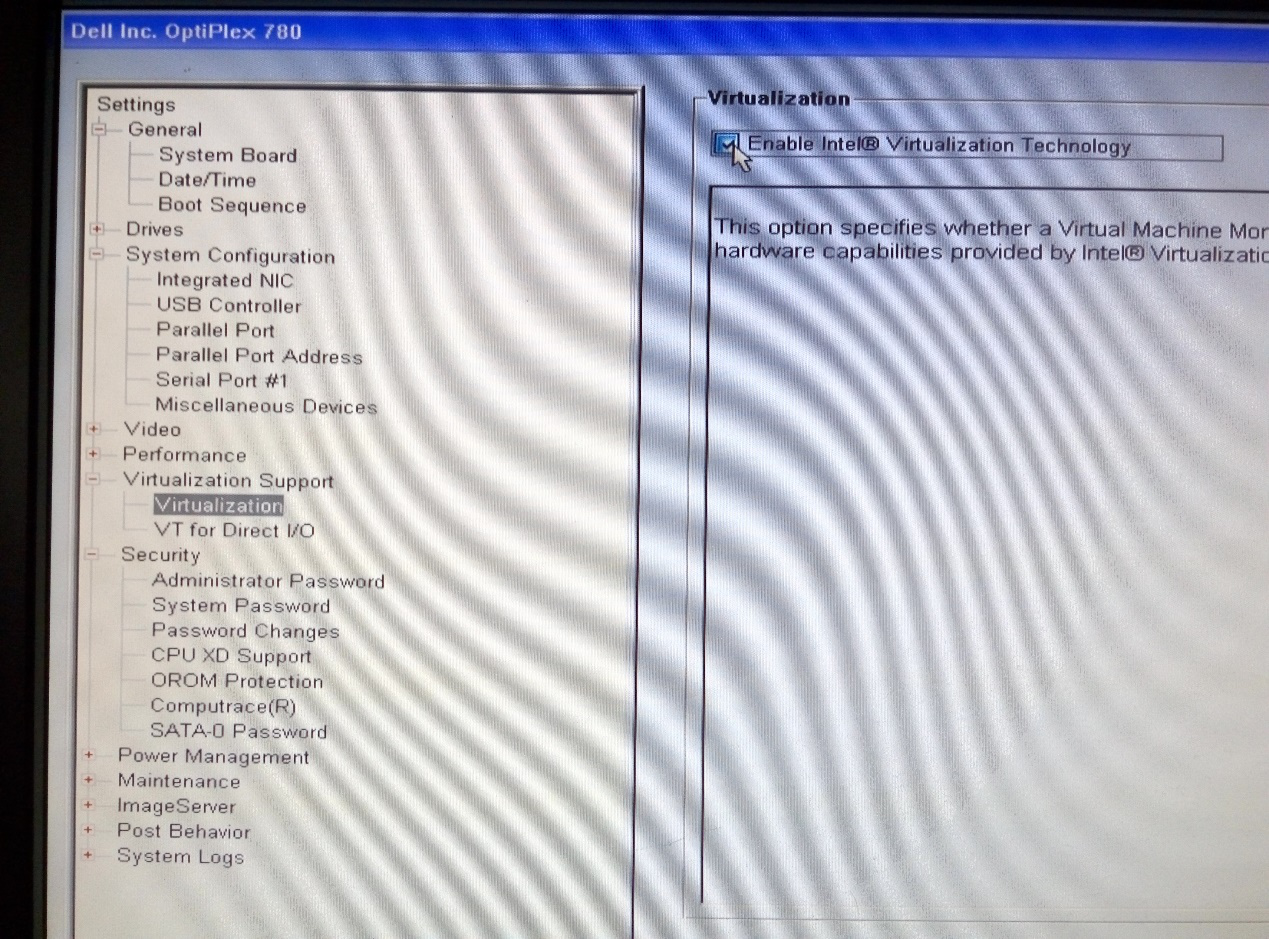 Dell Inc. OptiPlex 780
Settings
General
System Board
Date/Time
Boot Sequence
Drives
System Configuration
Integrated NIC
USB Controller
Parallel Port
Parallel Port Address
Serial Port #1
Miscellaneous Devices
Video
Performance
Virtualization Support
Virtualization
VT for Direct I/O
Security
Administrator Password
System Password
Password Changes
CPU XD Support
OROM Protection
Computrace(R)
SATA-0 Password
Power Management
Maintenance
ImageServer
Post Behavior
System Logs
Virtualization
Enable Intel® Virtualization Technology
This option specifies whether a Virtual Machine Mor
hardware capabilities provided by Intel® Virtualizatic